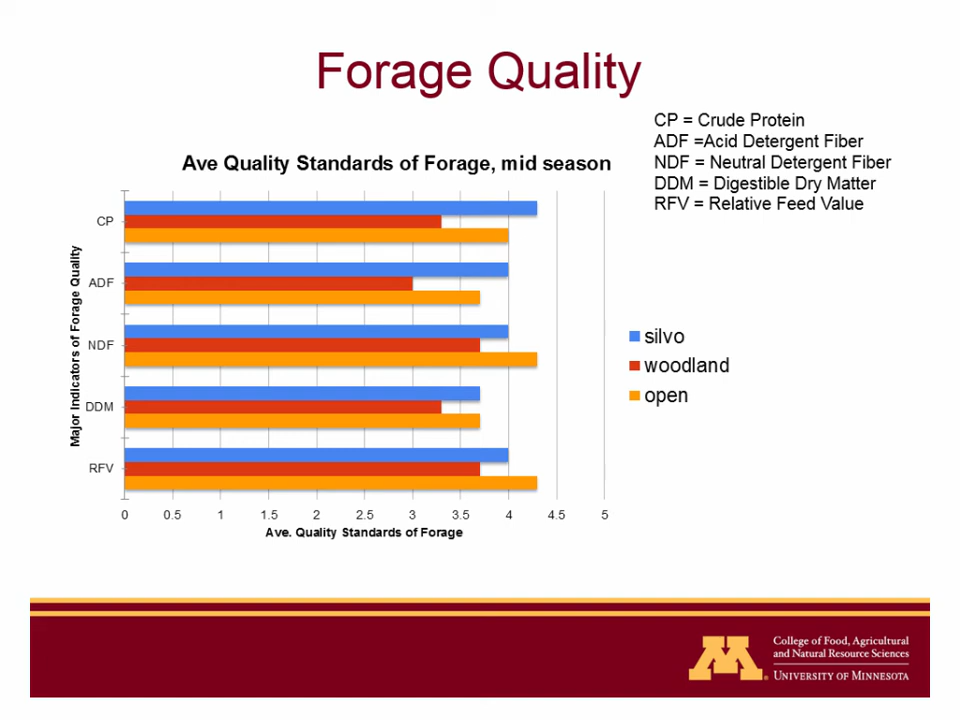 Forage Quality
CP = Crude Protein
ADF =Acid Detergent Fiber
NDF = Neutral Detergent Fiber
DDM = Digestible Dry Matter
RFV = Relative Feed Value
Ave Quality Standards of Forage, mid season
Major Indicators of Forage Quality
CP
ADF
NDF
DDM
RFV
0 0.5 1 1.5 2 2.5 3 3.5 4 4.5 5
Ave. Quality Standards of Forage
silvo
woodland
open
M
College of Food, Agricultural
and Natural Resource Sciences
University of Minnesota